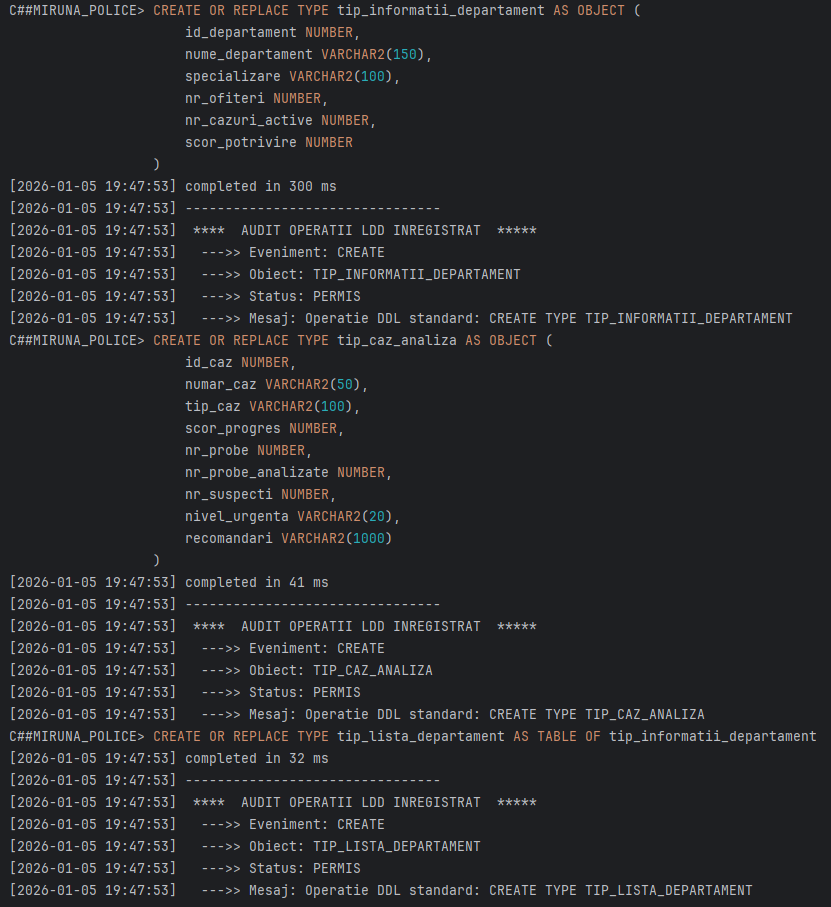 C##MIRUNA_POLICE> CREATE OR REPLACE TYPE tip_informatii_departament AS OBJECT (
                      id_departament NUMBER,
                      nume_departament VARCHAR2(150),
                      specializare VARCHAR2(100),
                      nr_ofiteri NUMBER,
                      nr_cazuri_active NUMBER,
                      scor_potrivire NUMBER
                  )
[2026-01-05 19:47:53] completed in 300 ms
[2026-01-05 19:47:53] --------------------------------
[2026-01-05 19:47:53]  ****  AUDIT OPERATII LDD INREGISTRAT  *****
[2026-01-05 19:47:53]   --->> Eveniment: CREATE
[2026-01-05 19:47:53]   --->> Obiect: TIP_INFORMATII_DEPARTAMENT
[2026-01-05 19:47:53]   --->> Status: PERMIS
[2026-01-05 19:47:53]   --->> Mesaj: Operatie DDL standard: CREATE TYPE TIP_INFORMATII_DEPARTAMENT
C##MIRUNA_POLICE> CREATE OR REPLACE TYPE tip_caz_analiza AS OBJECT (
                      id_caz NUMBER,
                      numar_caz VARCHAR2(50),
                      tip_caz VARCHAR2(100),
                      scor_progres NUMBER,
                      nr_probe NUMBER,
                      nr_probe_analizate NUMBER,
                      nr_suspecti NUMBER,
                      nivel_urgenta VARCHAR2(20),
                      recomandari VARCHAR2(1000)
                  )
[2026-01-05 19:47:53] completed in 41 ms
[2026-01-05 19:47:53] --------------------------------
[2026-01-05 19:47:53]  ****  AUDIT OPERATII LDD INREGISTRAT  *****
[2026-01-05 19:47:53]   --->> Eveniment: CREATE
[2026-01-05 19:47:53]   --->> Obiect: TIP_CAZ_ANALIZA
[2026-01-05 19:47:53]   --->> Status: PERMIS
[2026-01-05 19:47:53]   --->> Mesaj: Operatie DDL standard: CREATE TYPE TIP_CAZ_ANALIZA
C##MIRUNA_POLICE> CREATE OR REPLACE TYPE tip_lista_departament AS TABLE OF tip_informatii_departament
[2026-01-05 19:47:53] completed in 32 ms
[2026-01-05 19:47:53] --------------------------------
[2026-01-05 19:47:53]  ****  AUDIT OPERATII LDD INREGISTRAT  *****
[2026-01-05 19:47:53]   --->> Eveniment: CREATE
[2026-01-05 19:47:53]   --->> Obiect: TIP_LISTA_DEPARTAMENT
[2026-01-05 19:47:53]   --->> Status: PERMIS
[2026-01-05 19:47:53]   --->> Mesaj: Operatie DDL standard: CREATE TYPE TIP_LISTA_DEPARTAMENT